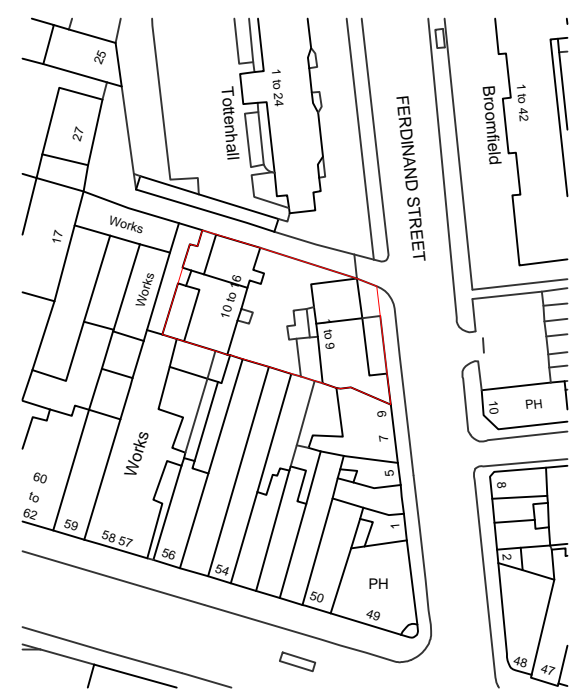 25
1 to 24
Tottenhall
FERDINAND STREET
1 to 42
Broomfield
27
17
Works
Works
10 to 16
1 to 9
9
7
10
PH
5
1
8
2
Works
60
to
62
59
58 57
56
54
50
PH
49
48
47